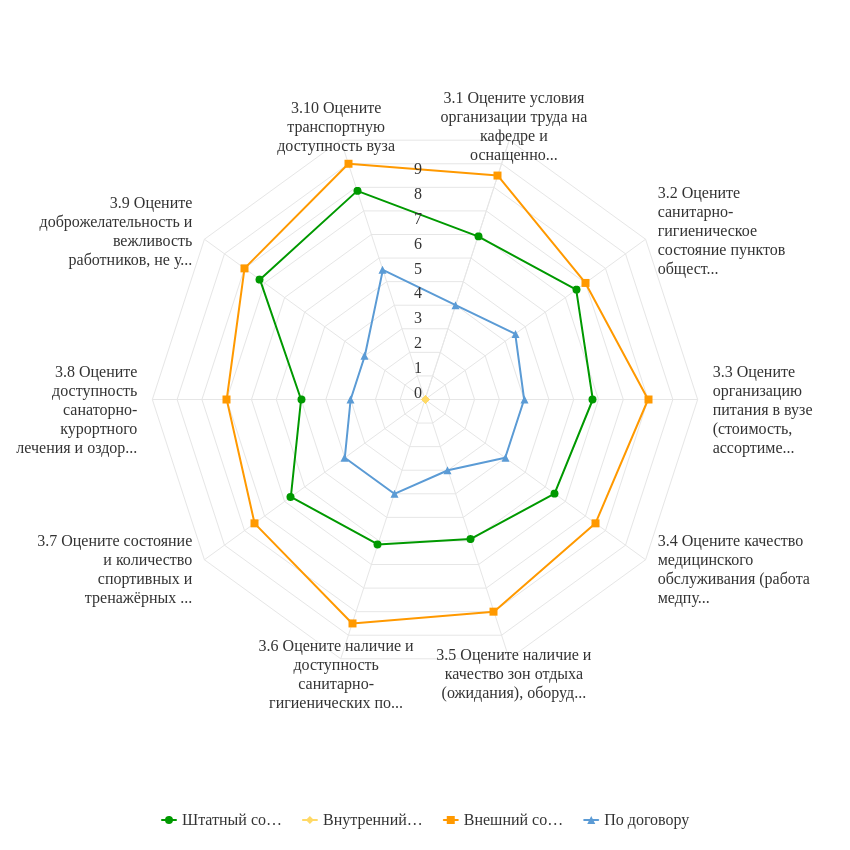 3.10 Оцените
транспортную
доступность вуза
3.1 Оцените условия
организации труда на
кафедре и
оснащенно...
3.2 Оцените
санитарно-
гигиеническое
состояние пунктов
общест...
3.3 Оцените
организацию
питания в вузе
(стоимость,
ассортиме...
3.4 Оцените качество
медицинского
обслуживания (работа
медпу...
3.5 Оцените наличие и
качество зон отдыха
(ожидания), оборуд...
3.6 Оцените наличие и
доступность
санитарно-
гигиенических по...
3.7 Оцените состояние
и количество
спортивных и
тренажёрных ...
3.8 Оцените
доступность
санаторно-
курортного
лечения и оздор...
3.9 Оцените
доброжелательность и
вежливость
работников, не у...
9
8
7
6
5
4
3
2
1
0
Штатный со…
Внутренний…
Внешний со…
По договору